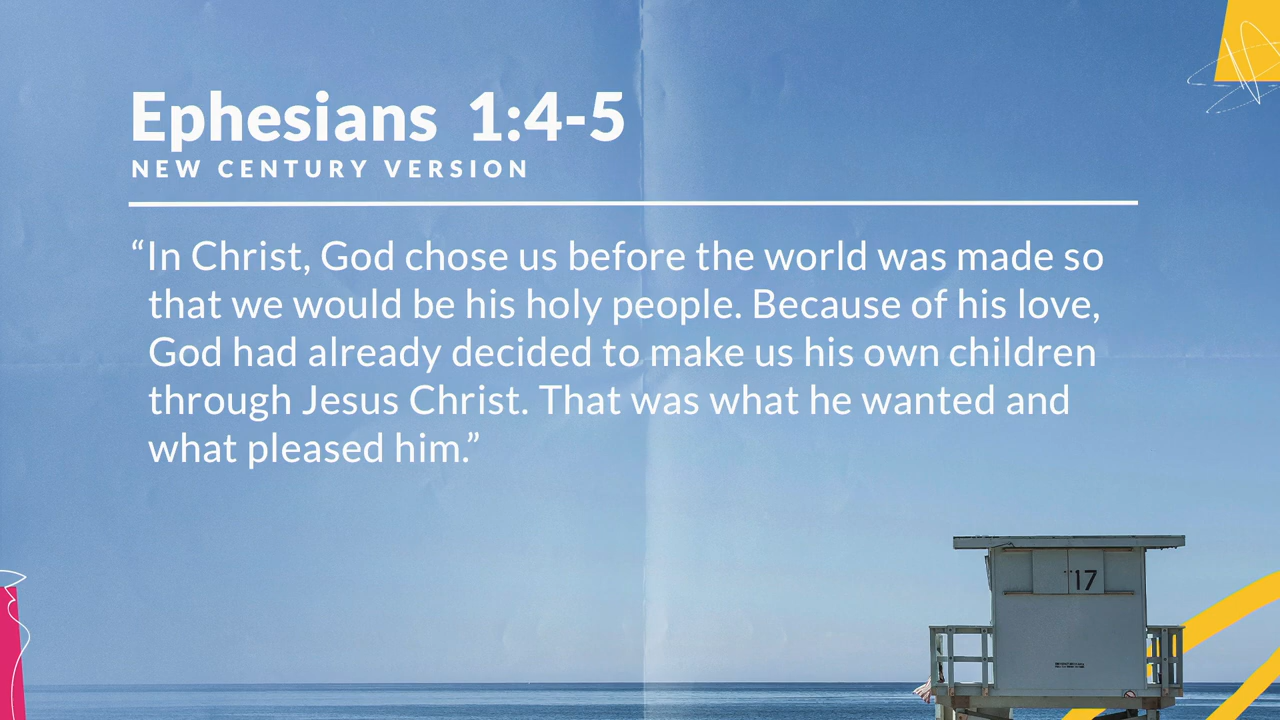 Ephesians 1:4-5
NEW CENTURY VERSION
“In Christ, God chose us before the world was made so
that we would be his holy people. Because of his love,
God had already decided to make us his own children
through Jesus Christ. That was what he wanted and
what pleased him.”
17